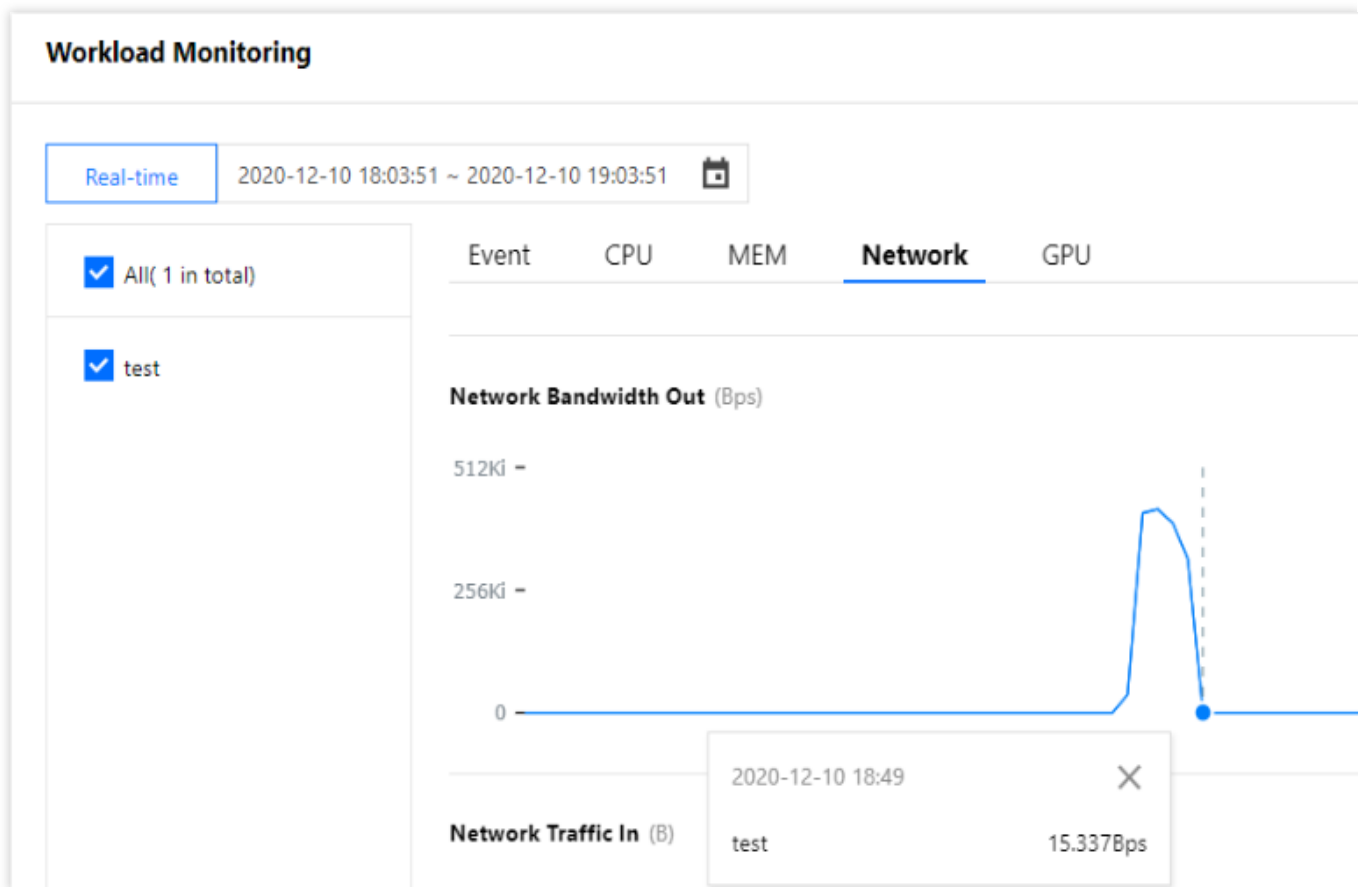 Workload Monitoring
Real-time 2020-12-10 18:03:51 ~ 2020-12-10 19:03:51
All( 1 in total)
test
Event CPU MEM Network GPU
Network Bandwidth Out (Bps)
512Ki
256Ki
0
2020-12-10 18:49
test 15.337Bps
Network Traffic In (B)